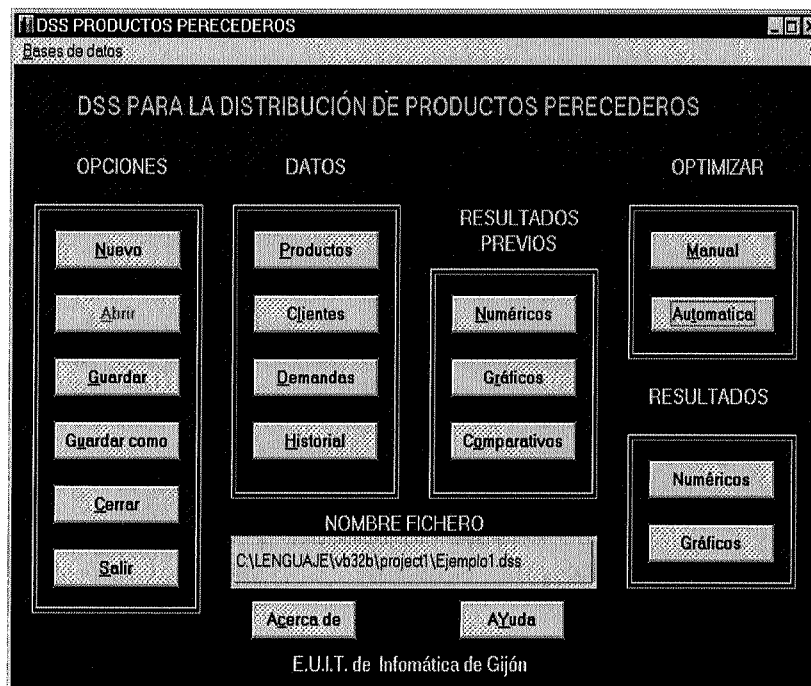 DSS PRODUCTOS PERECEDEROS
Bases de datos
DSS PARA LA DISTRIBUCIÓN DE PRODUCTOS PERECEDEROS
OPCIONES
Nuevo
Abrir
Guardar
Guardar como
Cerrar
Salir
DATOS
Productos
Clientes
Demandas
Historial
RESULTADOS
PREVIOS
Numéricos
Gráficos
Comparativos
OPTIMIZAR
Manual
Automatica
RESULTADOS
Numéricos
Gráficos
NOMBRE FICHERO
C:\LENGUAJE\vb32b\project1\Ejemplo1.dss
Acerca de
AYuda
E.U.I.T. de Infomática de Gijón